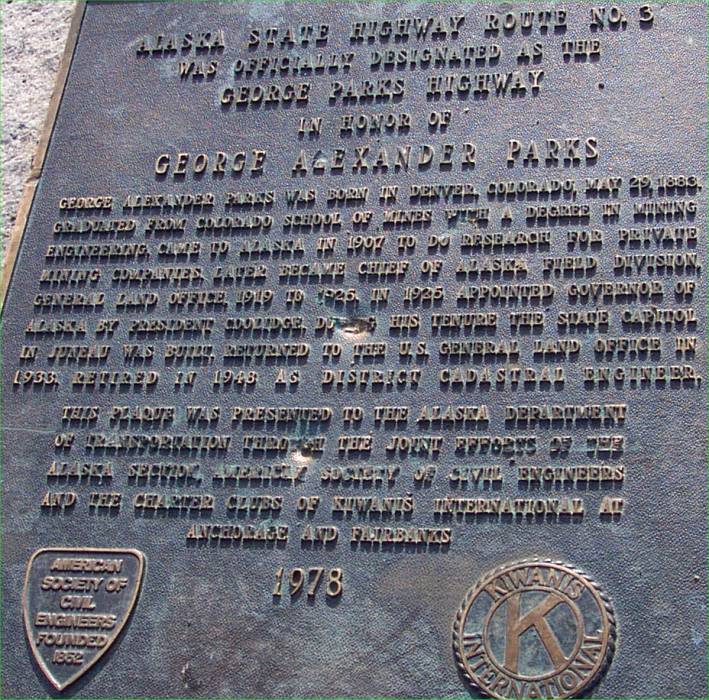 ALASKA STATE HIGHWAY ROUTE NO. 3
WAS OFFICIALLY DESIGNATED AS THE
GEORGE PARKS HIGHWAY
IN HONOR OF
GEORGE ALEXANDER PARKS
GEORGE ALEXANDER PARKS WAS BORN IN DENVER, COLORADO, MAY 29, 1883,
GRADUATED FROM COLORADO SCHOOL OF MINES WITH A DEGREE IN MINING
ENGINEERING, CAME TO ALASKA IN 1907 TO DO RESEARCH FOR PRIVATE
MINING COMPANIES, LATER BECAME CHIEF OF ALASKA FIELD DIVISION,
GENERAL LAND OFFICE, 1919 TO 1925. IN 1925 APPOINTED GOVERNOR OF
ALASKA BY PRESIDENT COOLIDGE, HIS TENURE THE STATE CAPITOL
IN JUNEAU WAS BUILT, RETURNED TO THE U.S. GENERAL LAND OFFICE IN
1933, RETIRED IN 1948 AS DISTRICT CADASTRAL ENGINEER.
THIS PLAQUE WAS PRESENTED TO THE ALASKA DEPARTMENT
OF TRANSPORTATION THROUGH THE JOINT EFFORTS OF THE
ALASKA SECTION, AMERICAN SOCIETY OF CIVIL ENGINEERS
AND THE CHARTER CLUBS OF KIWANIS INTERNATIONAL AT
ANCHORAGE AND FAIRBANKS
1978
AMERICAN
SOCIETY OF
CIVIL
ENGINEERS
FOUNDED
1852
KIWANIS
K
INTERNATIONAL